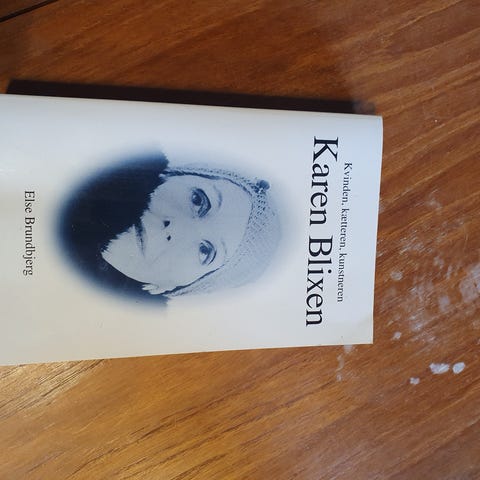 Kvinden, kætteren, kunstneren
Karen Blixen
Else Brundbjerg